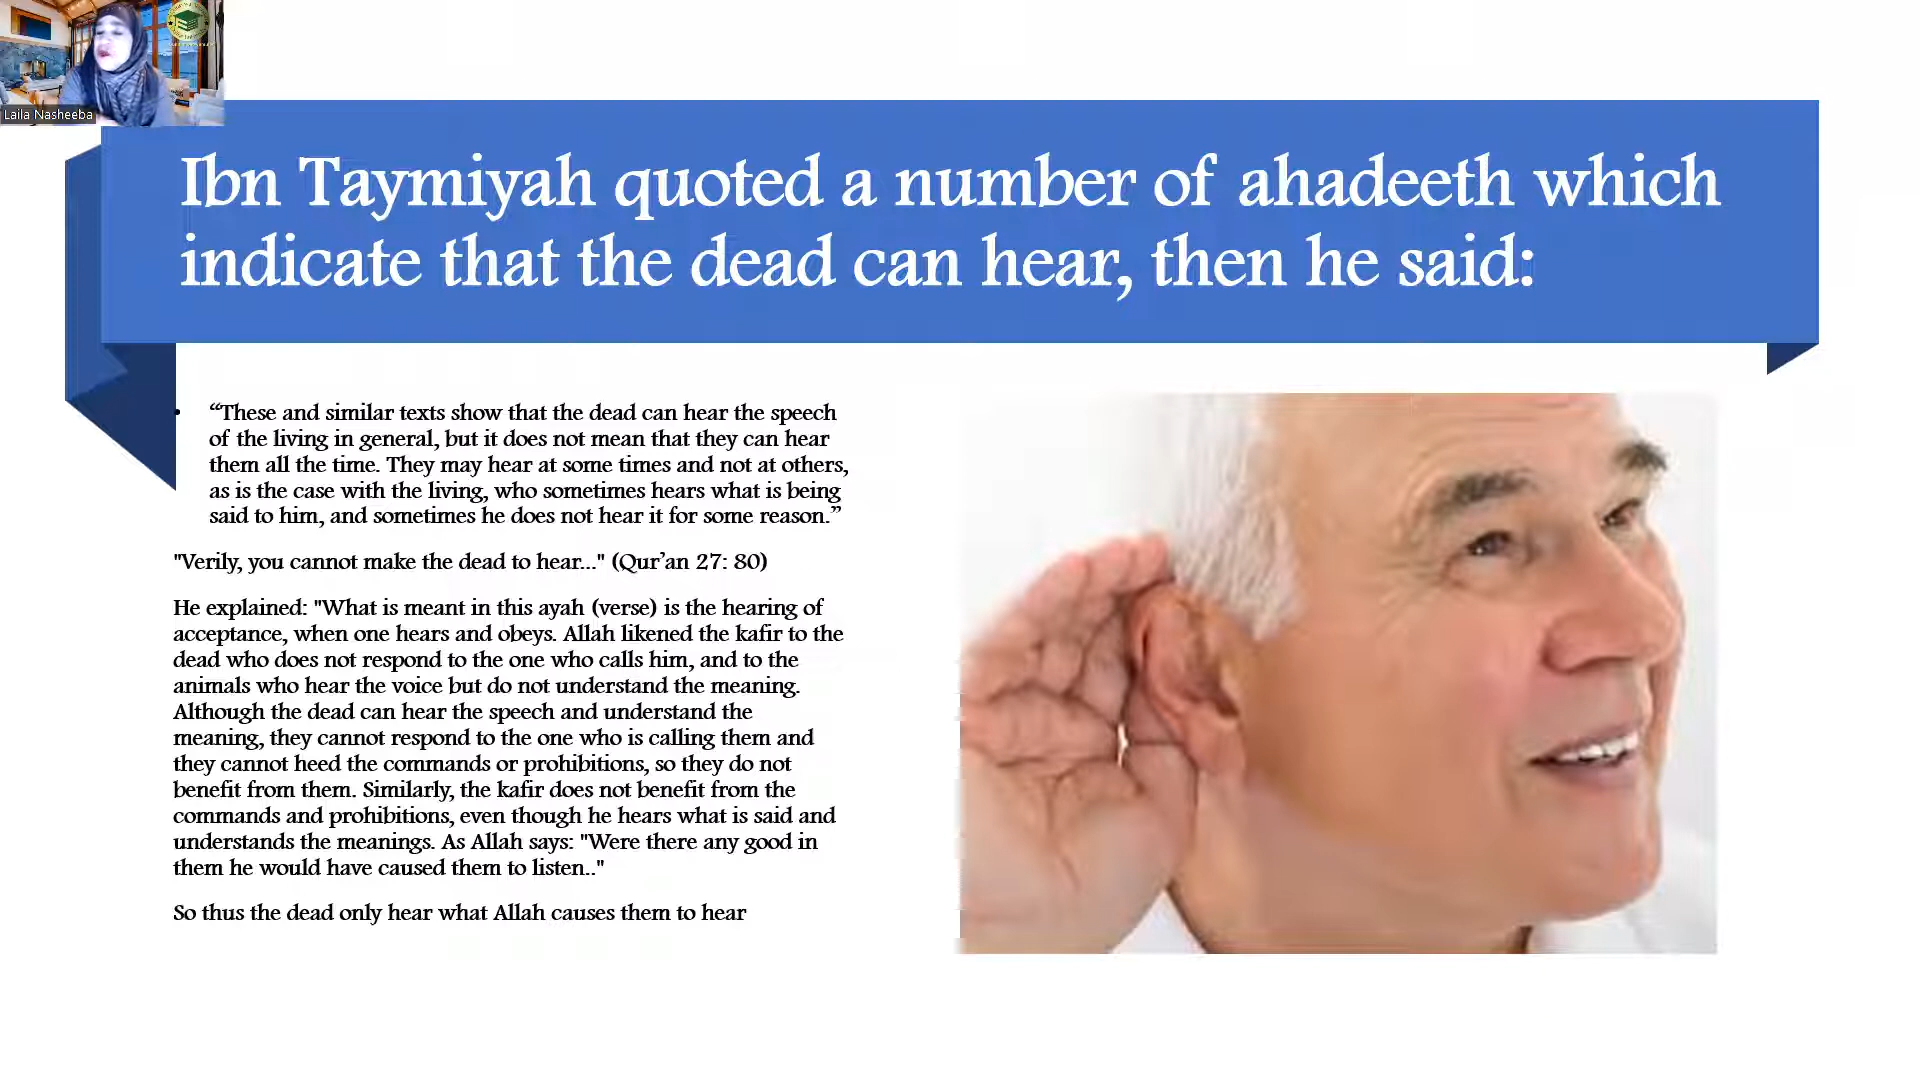 Laila Nasheeba
Ibn Taymiyah quoted a number of ahadeeth which
indicate that the dead can hear, then he said:
• “These and similar texts show that the dead can hear the speech
of the living in general, but it does not mean that they can hear
them all the time. They may hear at some times and not at others,
as is the case with the living, who sometimes hears what is being
said to him, and sometimes he does not hear it for some reason.”
"Verily, you cannot make the dead to hear..." (Qur’an 27: 80)
He explained: "What is meant in this ayah (verse) is the hearing of
acceptance, when one hears and obeys. Allah likened the kafir to the
dead who does not respond to the one who calls him, and to the
animals who hear the voice but do not understand the meaning.
Although the dead can hear the speech and understand the
meaning, they cannot respond to the one who is calling them and
they cannot heed the commands or prohibitions, so they do not
benefit from them. Similarly, the kafir does not benefit from the
commands and prohibitions, even though he hears what is said and
understands the meanings. As Allah says: "Were there any good in
them he would have caused them to listen.."
So thus the dead only hear what Allah causes them to hear